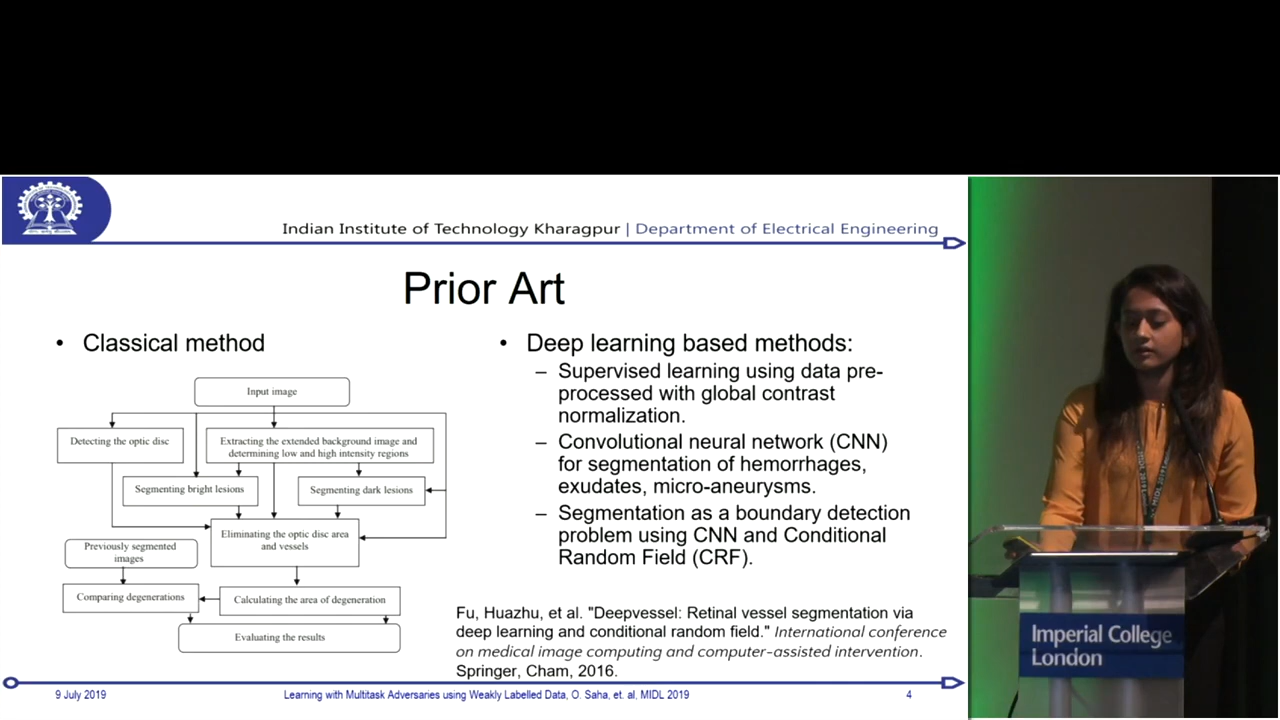 Indian Institute of Technology Kharagpur | Department of Electrical Engineering
Prior Art
• Classical method
Input image
Detecting the optic disc
Extracting the extended background image and
determining low and high intensity regions
Segmenting bright lesions
Segmenting dark lesions
Eliminating the optic disc area
and vessels
Previously segmented
images
Comparing degenerations
Calculating the area of degeneration
Evaluating the results
• Deep learning based methods:
– Supervised learning using data pre-
processed with global contrast
normalization.
– Convolutional neural network (CNN)
for segmentation of hemorrhages,
exudates, micro-aneurysms.
– Segmentation as a boundary detection
problem using CNN and Conditional
Random Field (CRF).
Fu, Huazhu, et al. "Deepvessel: Retinal vessel segmentation via
deep learning and conditional random field." International conference
on medical image computing and computer-assisted intervention.
Springer, Cham, 2016.
9 July 2019
Learning with Multitask Adversaries using Weakly Labelled Data, O. Saha, et. al, MIDL 2019
4
Imperial College
London